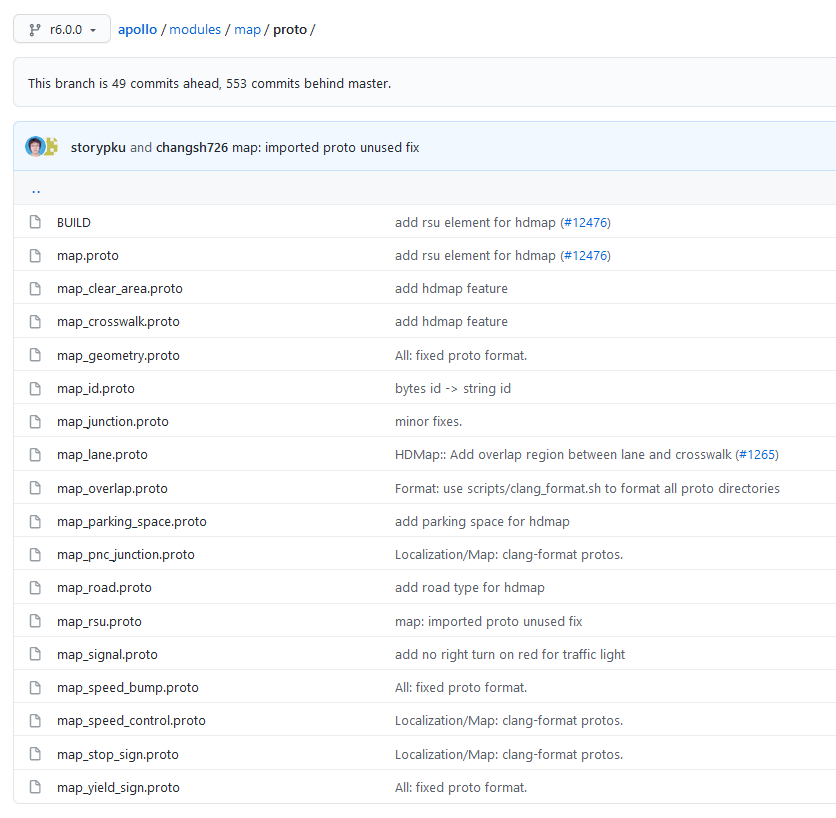 r6.0.0 apollo / modules / map / proto /
This branch is 49 commits ahead, 553 commits behind master.
storypku and changsh726 map: imported proto unused fix
..
BUILD add rsu element for hdmap (#12476)
map.proto add rsu element for hdmap (#12476)
map_clear_area.proto add hdmap feature
map_crosswalk.proto add hdmap feature
map_geometry.proto All: fixed proto format.
map_id.proto bytes id -> string id
map_junction.proto minor fixes.
map_lane.proto HDMap:: Add overlap region between lane and crosswalk (#1265)
map_overlap.proto Format: use scripts/clang_format.sh to format all proto directories
map_parking_space.proto add parking space for hdmap
map_pnc_junction.proto Localization/Map: clang-format protos.
map_road.proto add road type for hdmap
map_rsu.proto map: imported proto unused fix
map_signal.proto add no right turn on red for traffic light
map_speed_bump.proto All: fixed proto format.
map_speed_control.proto Localization/Map: clang-format protos.
map_stop_sign.proto Localization/Map: clang-format protos.
map_yield_sign.proto All: fixed proto format.